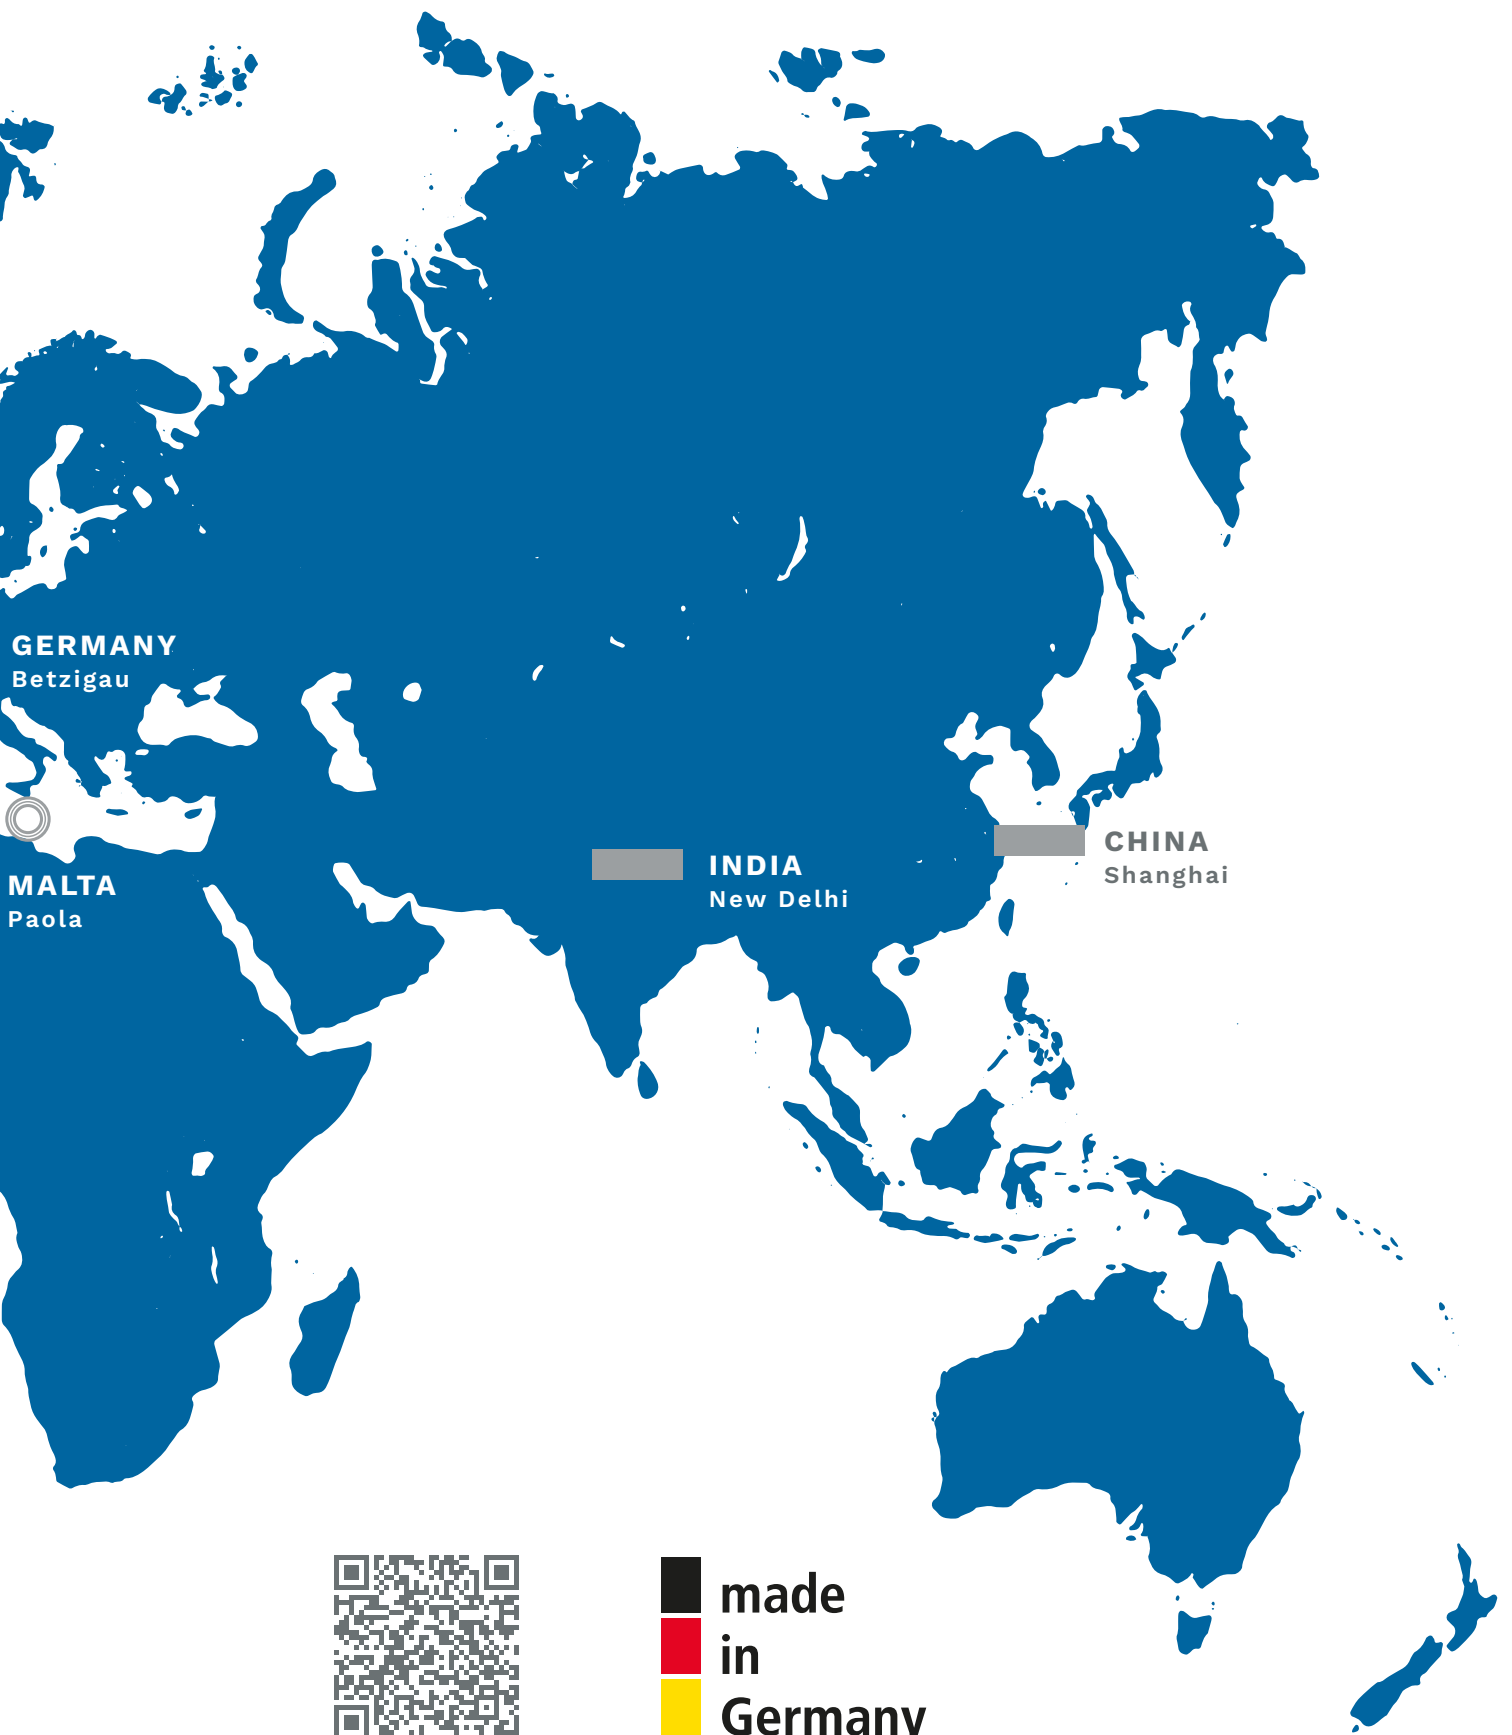 GERMANY
Betzigau
MALTA
Paola
INDIA
New Delhi
CHINA
Shanghai
made
in
Germany